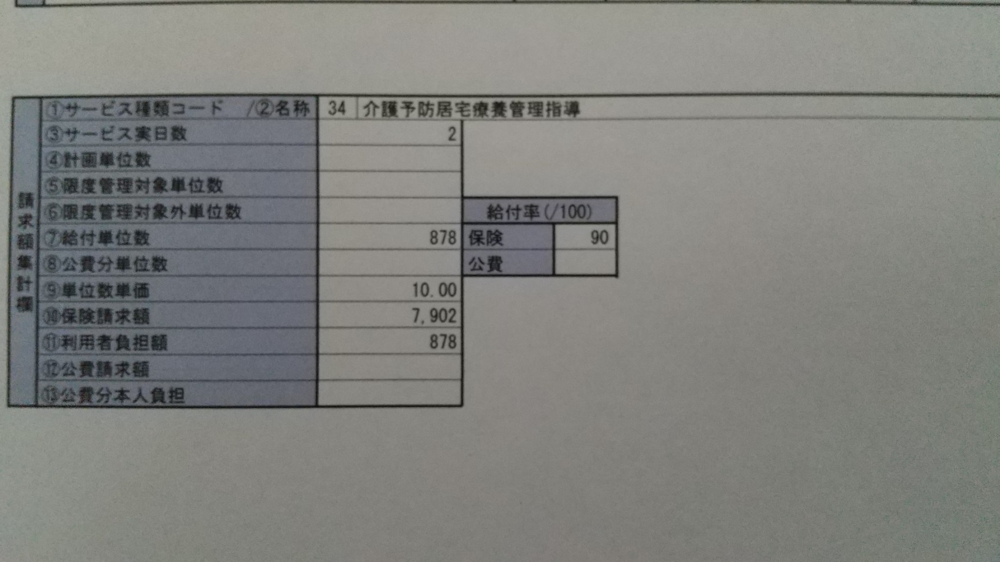 請求額集計欄
①サービス種類コード /②名称 34 介護予防居宅療養管理指導
③サービス実日数 2
④計画単位数
⑤限度管理対象単位数
⑥限度管理対象外単位数 給付率(/100)
⑦給付単位数 878 保険 90
⑧公費分単位数 公費
⑨単位数単価 10.00
⑩保険請求額 7,902
⑪利用者負担額 878
⑫公費請求額
⑬公費分本人負担